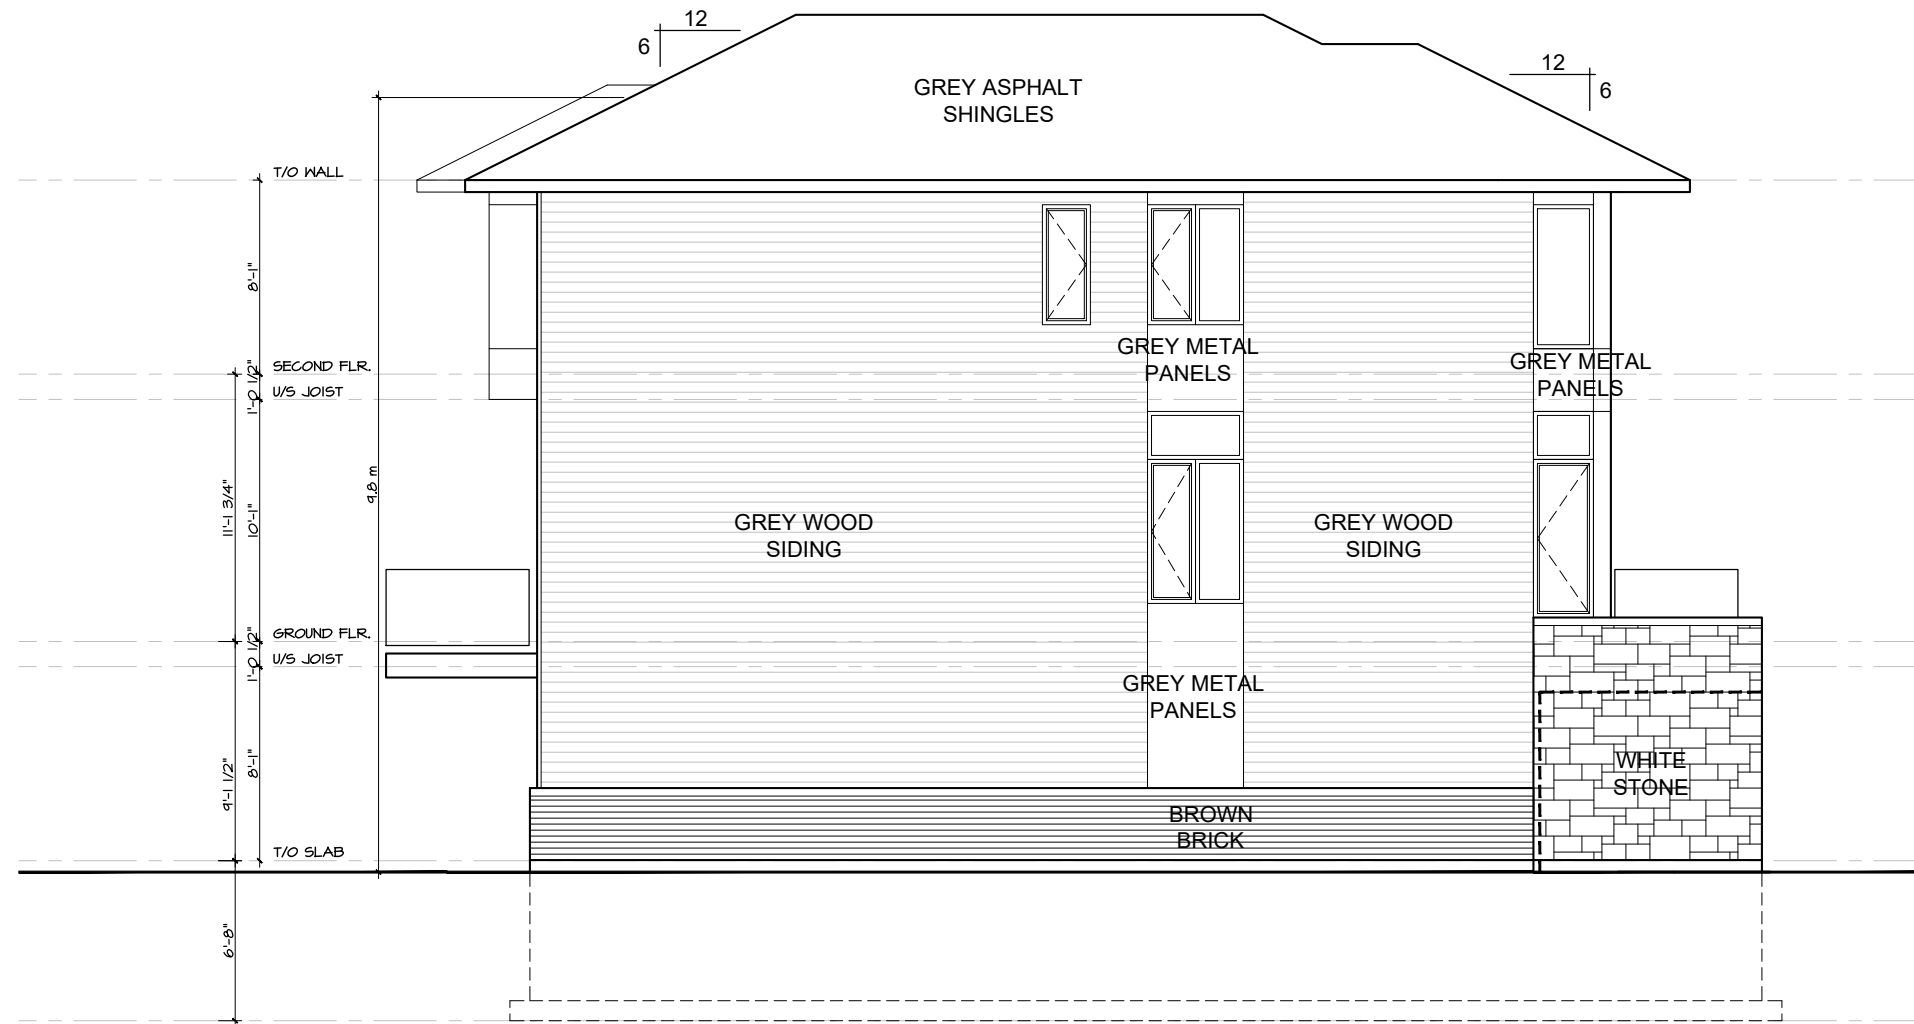 12
6
12
6
GREY ASPHALT
SHINGLES
T/O WALL
8'-1"
SECOND FLR.
1'-0 1/2"
U/S JOIST
GREY METAL
PANELS
GREY METAL
PANELS
9.8 m
11'-1 3/4"
10'-1"
GREY WOOD
SIDING
GREY WOOD
SIDING
GROUND FLR.
1'-0 1/2"
U/S JOIST
GREY METAL
PANELS
9'-1 1/2"
8'-1"
WHITE
STONE
BROWN
BRICK
T/O SLAB
6'-8"